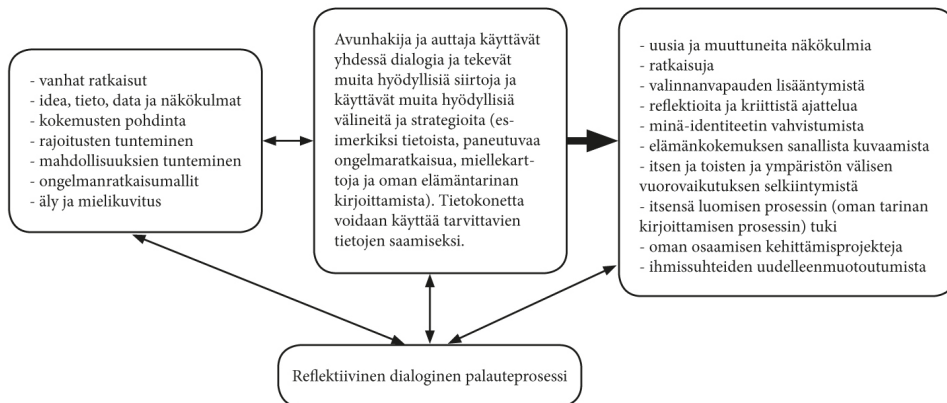 - vanhat ratkaisut
- idea, tieto, data ja näkökulmat
- kokemusten pohdinta
- rajoitusten tunteminen
- mahdollisuuksien tunteminen
- ongelmanratkaisumallit
- äly ja mielikuvitus
Avunhakija ja auttaja käyttävät
yhdessä dialogia ja tekevät
muita hyödyllisiä siirtoja ja
käyttävät muita hyödyllisiä
välineitä ja strategioita (es-
imerkiksi tietoista, paneutuvaa
ongelmaratkaisua, miellekart-
toja ja oman elämäntarinan
kirjoittamista). Tietokonetta
voidaan käyttää tarvittavien
tietojen saamiseksi.
- uusia ja muuttuneita näkökulmia
- ratkaisuja
- valinnanvapauden lisääntymistä
- reflektioita ja kriittistä ajattelua
- minä-identiteetin vahvistumista
- elämänkokemuksen sanallista kuvaamista
- itsen ja toisten ja ympäristön välisen
vuorovaikutuksen selkiintymistä
- itsensä luomisen prosessin (oman tarinan
kirjoittamisen prosessin) tuki
- oman osaamisen kehittämisprojekteja
- ihmissuhteiden uudelleenmuotoutumista
Reflektiivinen dialoginen palauteprosessi